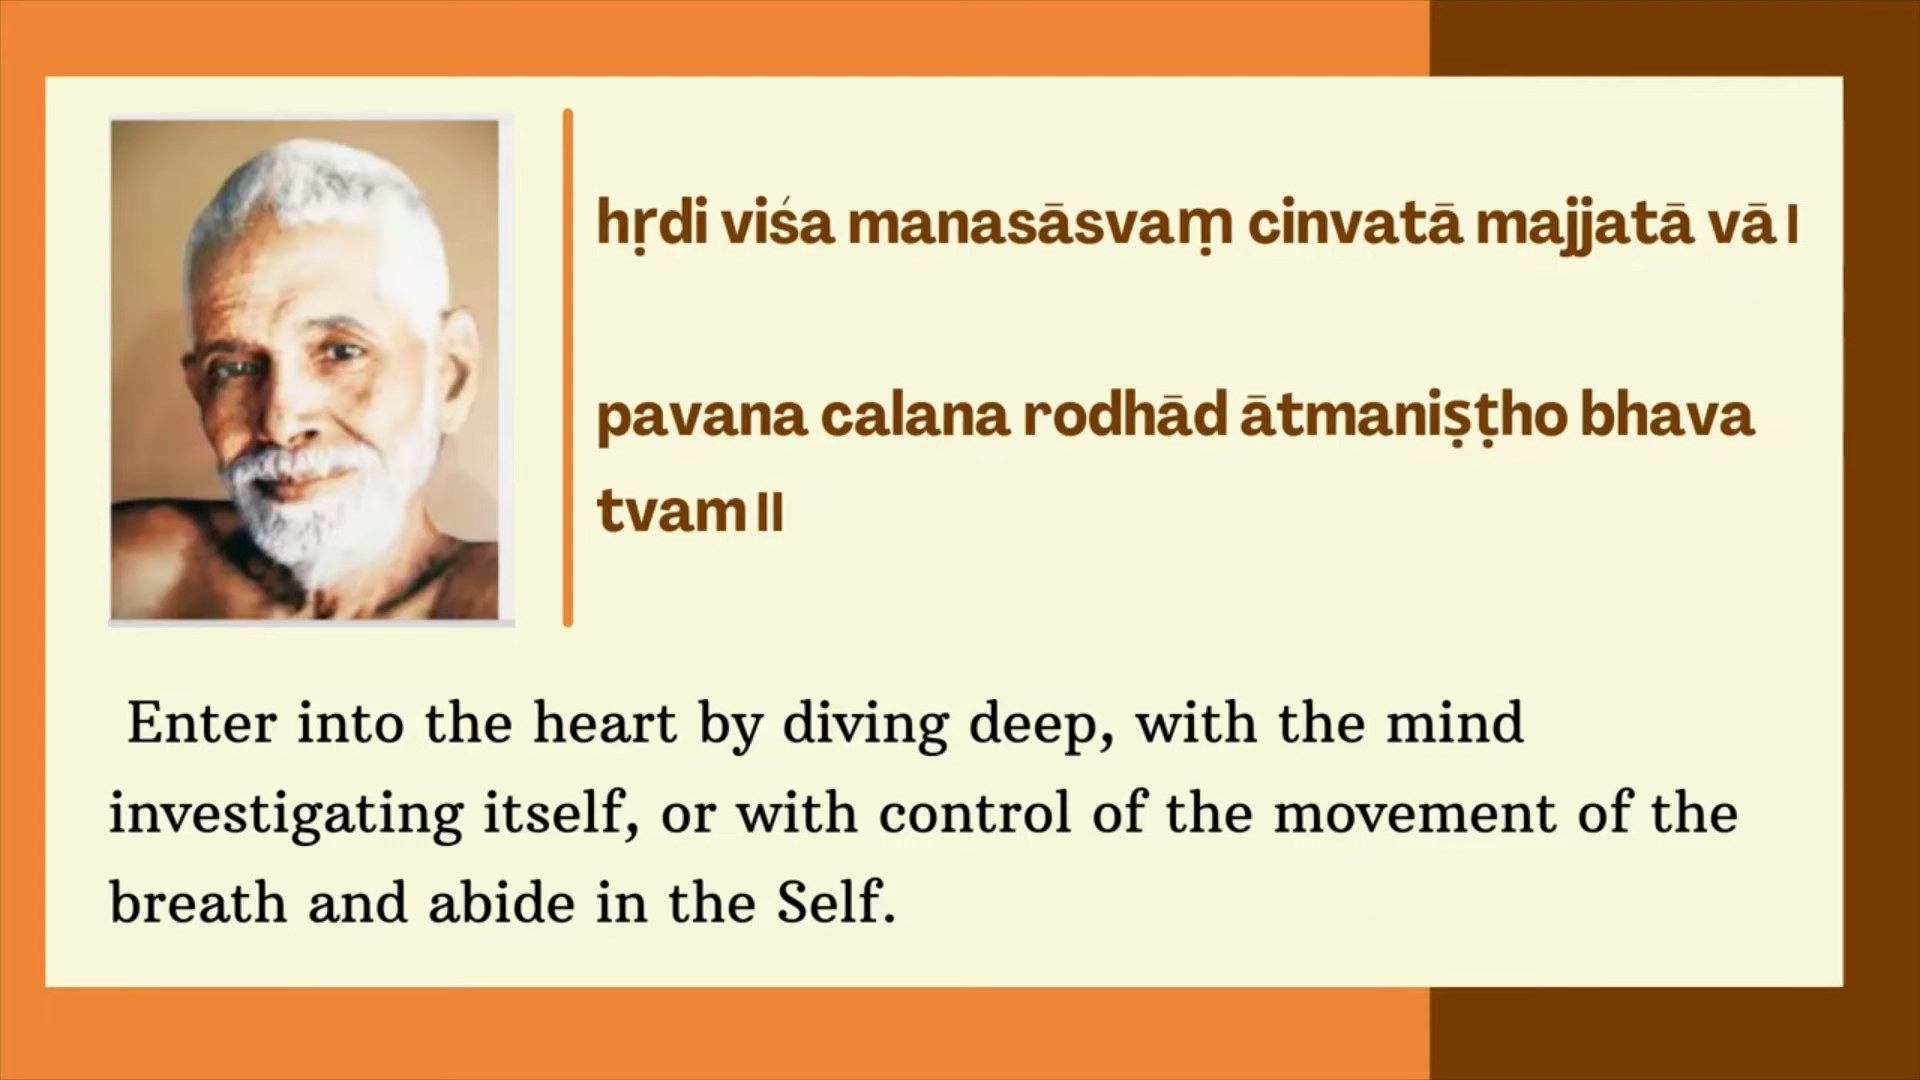 hṛdi viśa manasāsvaṃ cinvatā majjatā vā।
pavana calana rodhād ātmaniṣṭho bhava
tvam॥
Enter into the heart by diving deep, with the mind
investigating itself, or with control of the movement of the
breath and abide in the Self.